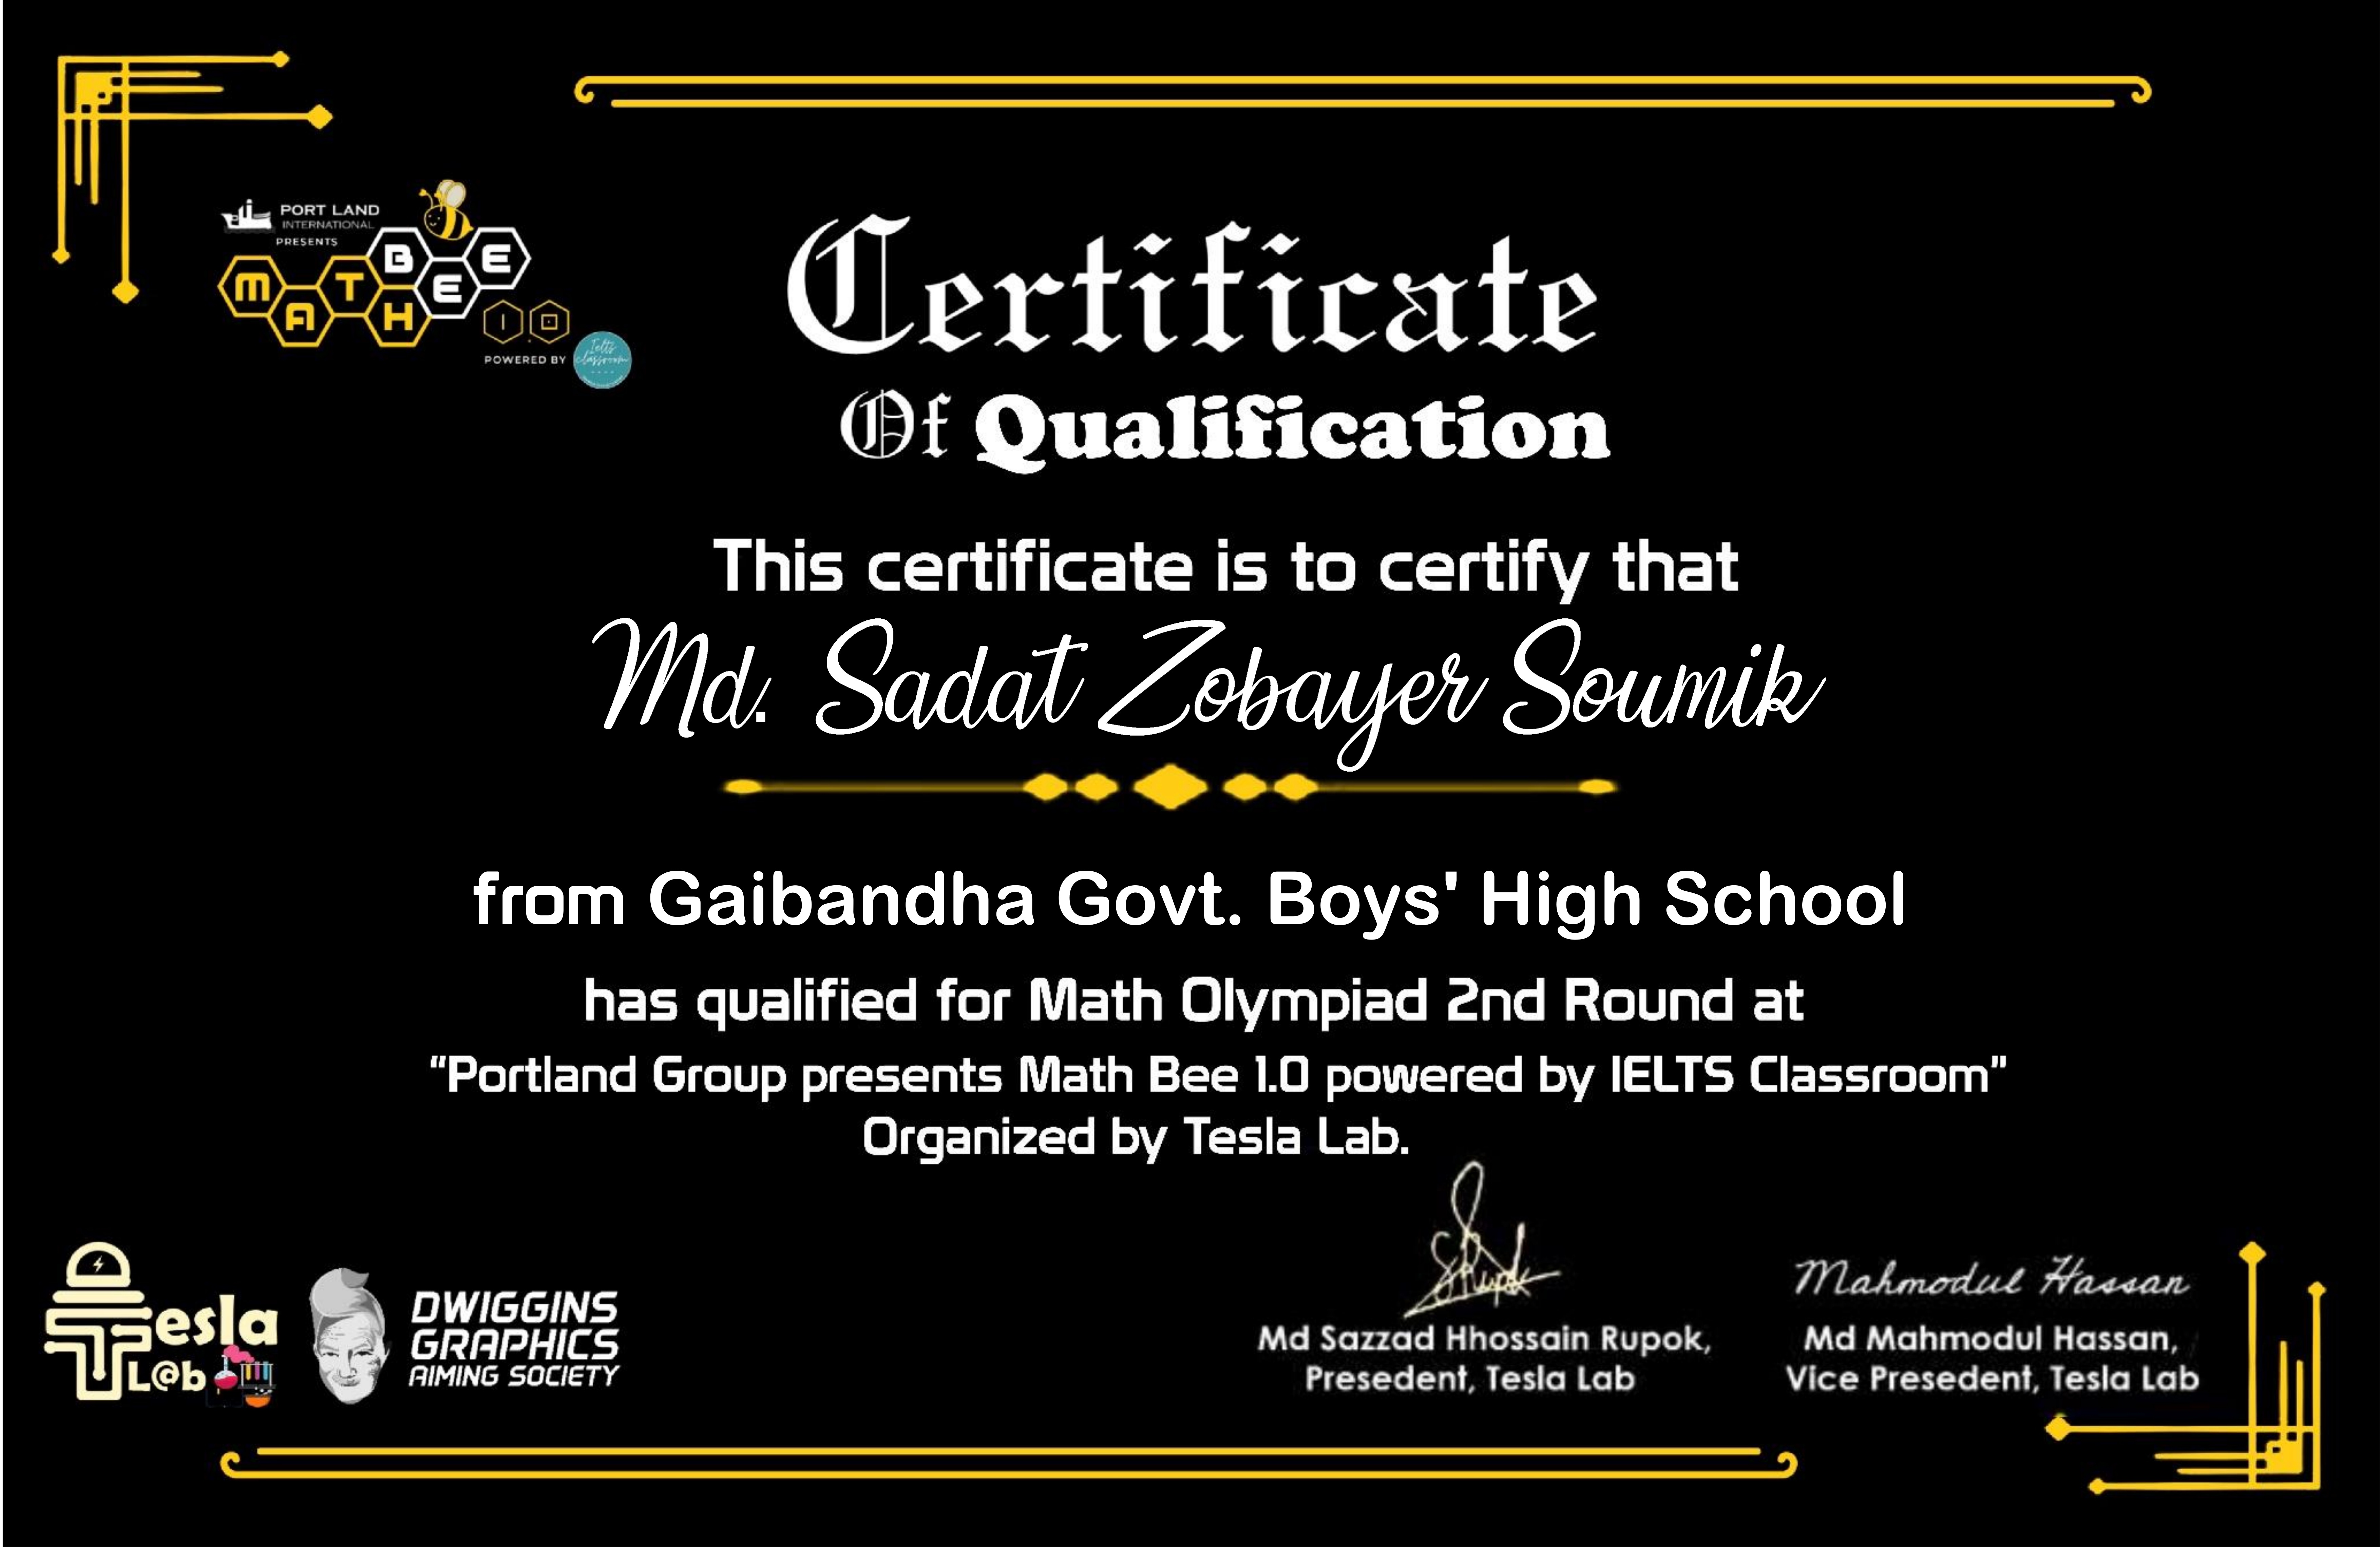 PORT LAND
INTERNATIONAL
PRESENTS
MATH BEE
1.0
POWERED BY
Ielts
classroom
Certificate
Of Qualification
This certificate is to certify that
Md. Sadat Zobayer Soumik
from Gaibandha Govt. Boys' High School
has qualified for Math Olympiad 2nd Round at
"Portland Group presents Math Bee 1.0 powered by IELTS Classroom"
Organized by Tesla Lab.
Tesla
L@b
DWIGGINS
GRAPHICS
AIMING SOCIETY
Md Sazzad Hhossain Rupok,
Presedent, Tesla Lab
Mahmodul Hassan
Md Mahmodul Hassan,
Vice Presedent, Tesla Lab